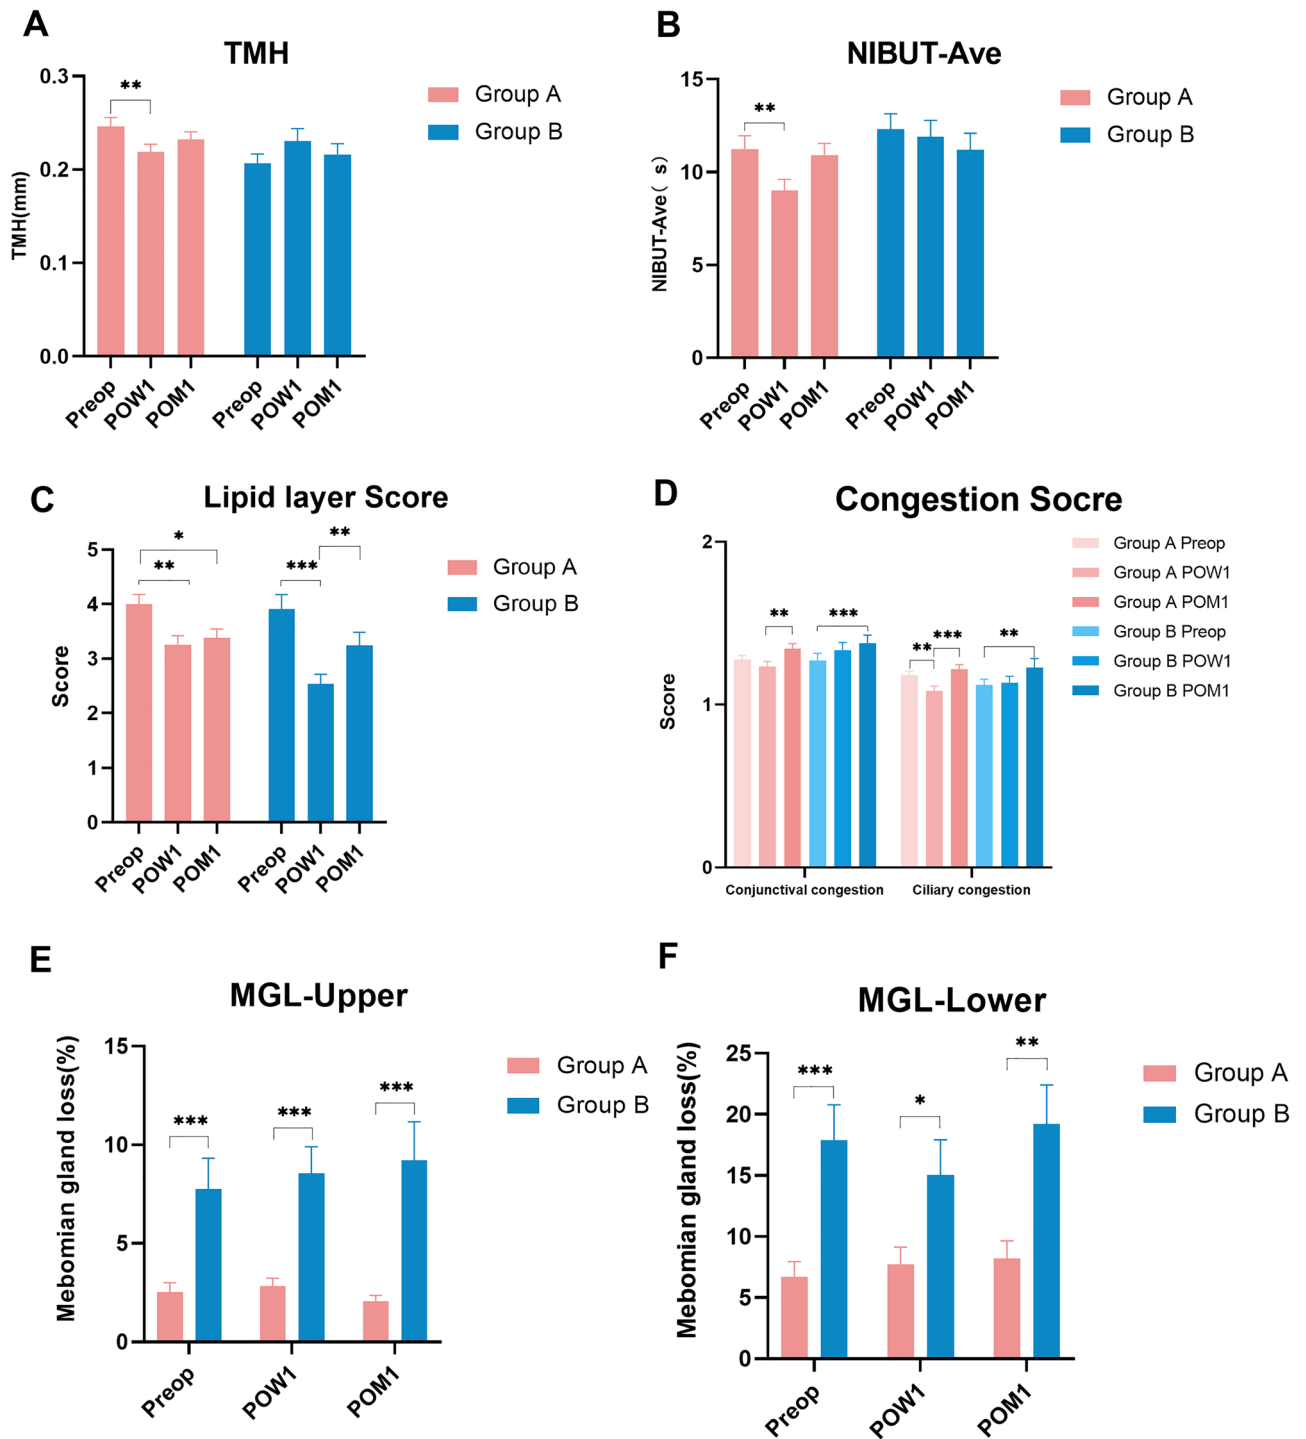 A
TMH
0.3
0.2
0.1
0.0
TMH(mm)
**
Preop
POW1
POM1
Preop
POW1
POM1
Group A
Group B
B
NIBUT-Ave
15
10
5
0
NIBUT-Ave( s)
**
Preop
POW1
POM1
Preop
POW1
POM1
Group A
Group B
C
Lipid layer Score
5
4
3
2
1
0
Score
*
**
***
**
Preop
POW1
POM1
Preop
POW1
POM1
Group A
Group B
D
Congestion Socre
2
1
0
Score
**
***
**
***
**
Conjunctival congestion
Ciliary congestion
Group A Preop
Group A POW1
Group A POM1
Group B Preop
Group B POW1
Group B POM1
E
MGL-Upper
15
10
5
0
Mebomian gland loss(%)
***
***
***
Preop
POW1
POM1
Group A
Group B
F
MGL-Lower
25
20
15
10
5
0
Mebomian gland loss(%)
***
*
**
Preop
POW1
POM1
Group A
Group B